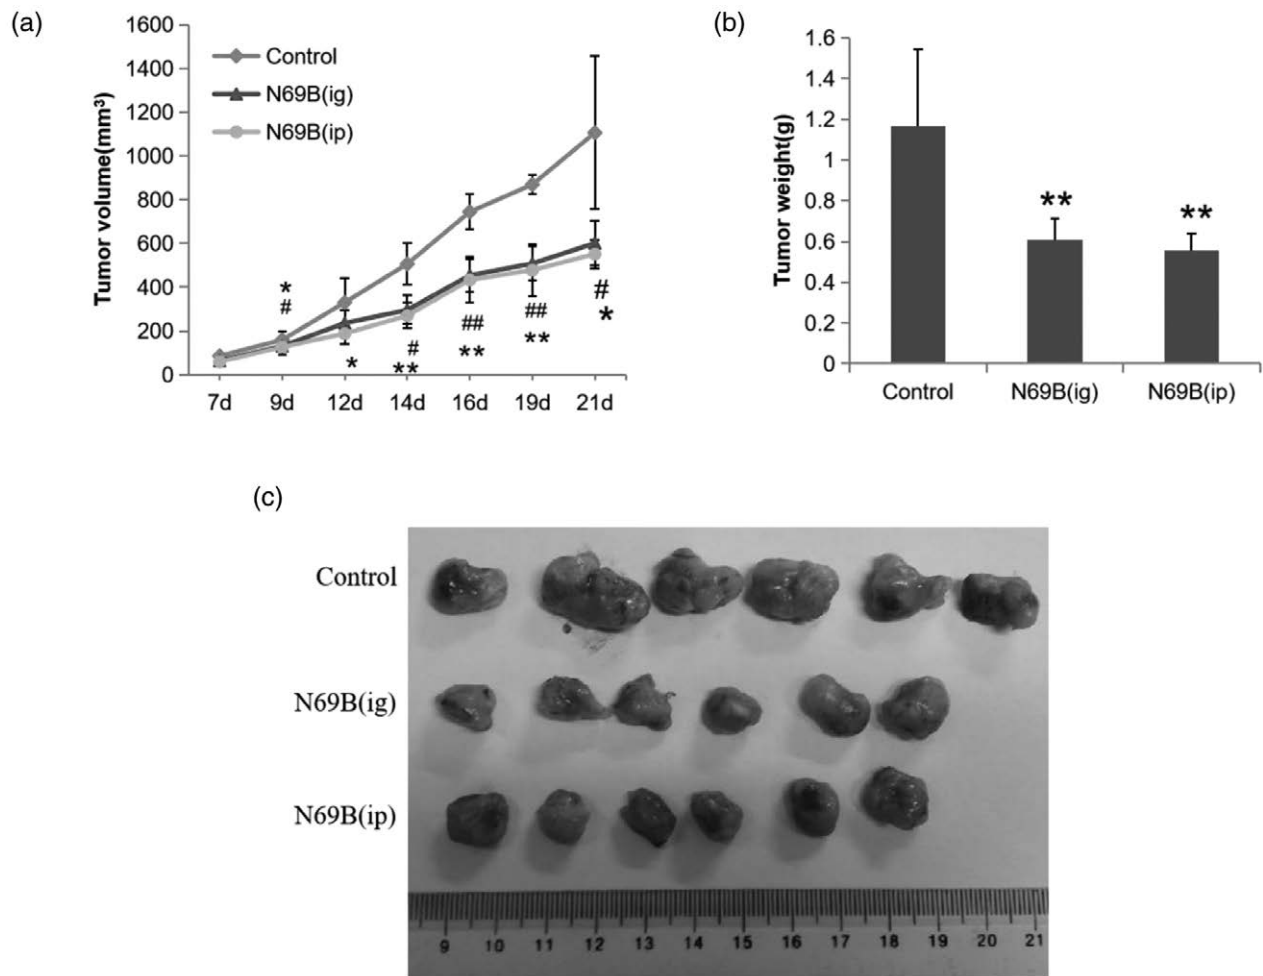 (a)
Tumor volume(mm³)
1600
1400
1200
1000
800
600
400
200
0
Control
N69B(ig)
N69B(ip)
*
#
*
#
**
##
**
##
**
#
*
7d 9d 12d 14d 16d 19d 21d
(b)
Tumor weight(g)
1.6
1.4
1.2
1
0.8
0.6
0.4
0.2
0
**
**
Control N69B(ig) N69B(ip)
(c)
Control
N69B(ig)
N69B(ip)
9 10 11 12 13 14 15 16 17 18 19 20 21